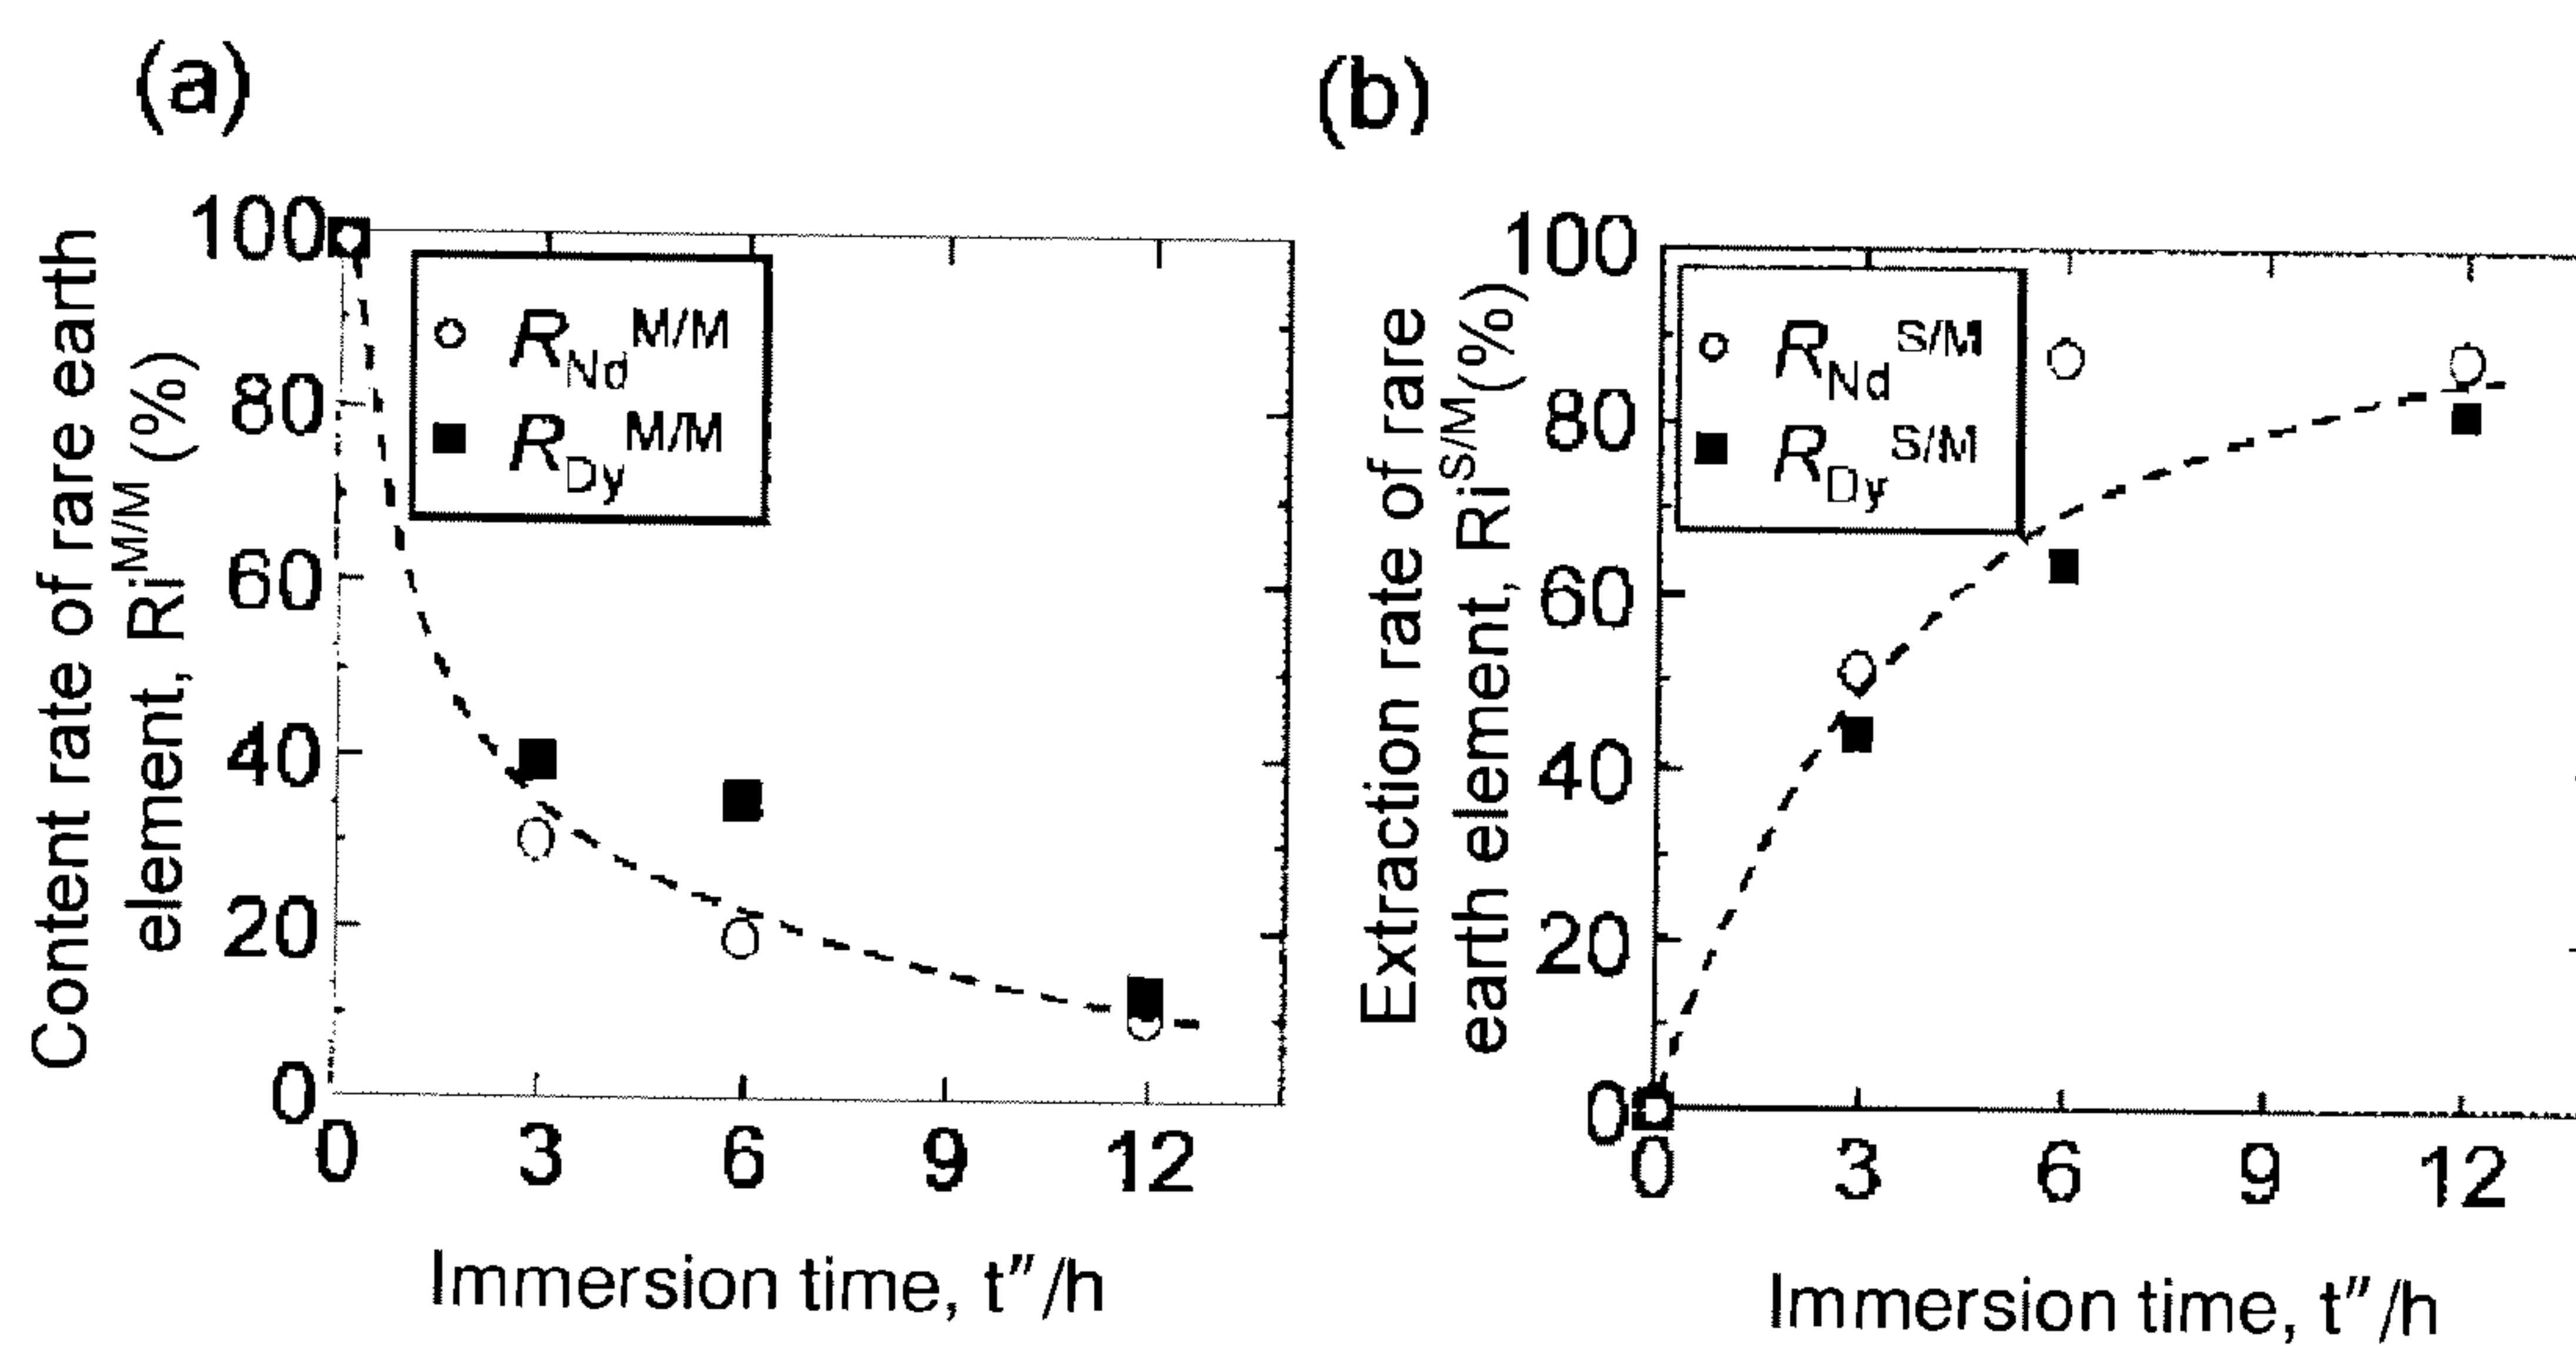 (a)
Content rate of rare earth
element, Ri^M/M (%)
100
80
60
40
20
0
R_Nd^M/M
R_Dy^M/M
0 3 6 9 12
Immersion time, t″/h
(b)
Extraction rate of rare
earth element, Ri^S/M (%)
100
80
60
40
20
0
R_Nd^S/M
R_Dy^S/M
0 3 6 9 12
Immersion time, t″/h